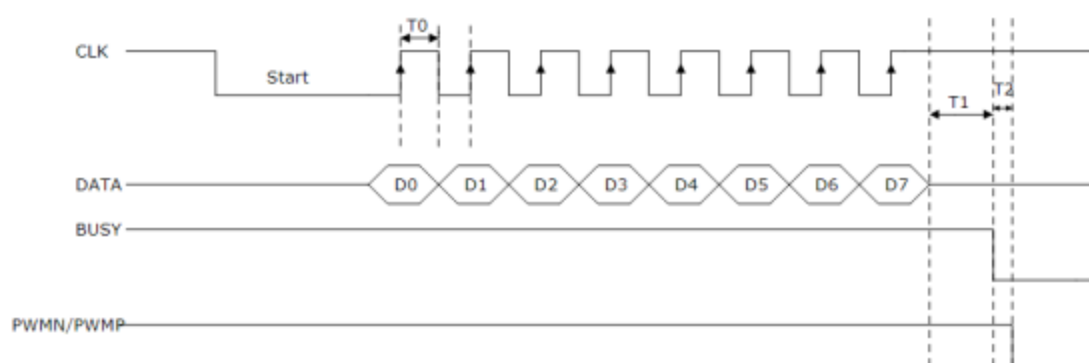 T0
CLK
Start
T2
T1
DATA D0 D1 D2 D3 D4 D5 D6 D7
BUSY
PWMN/PWMP